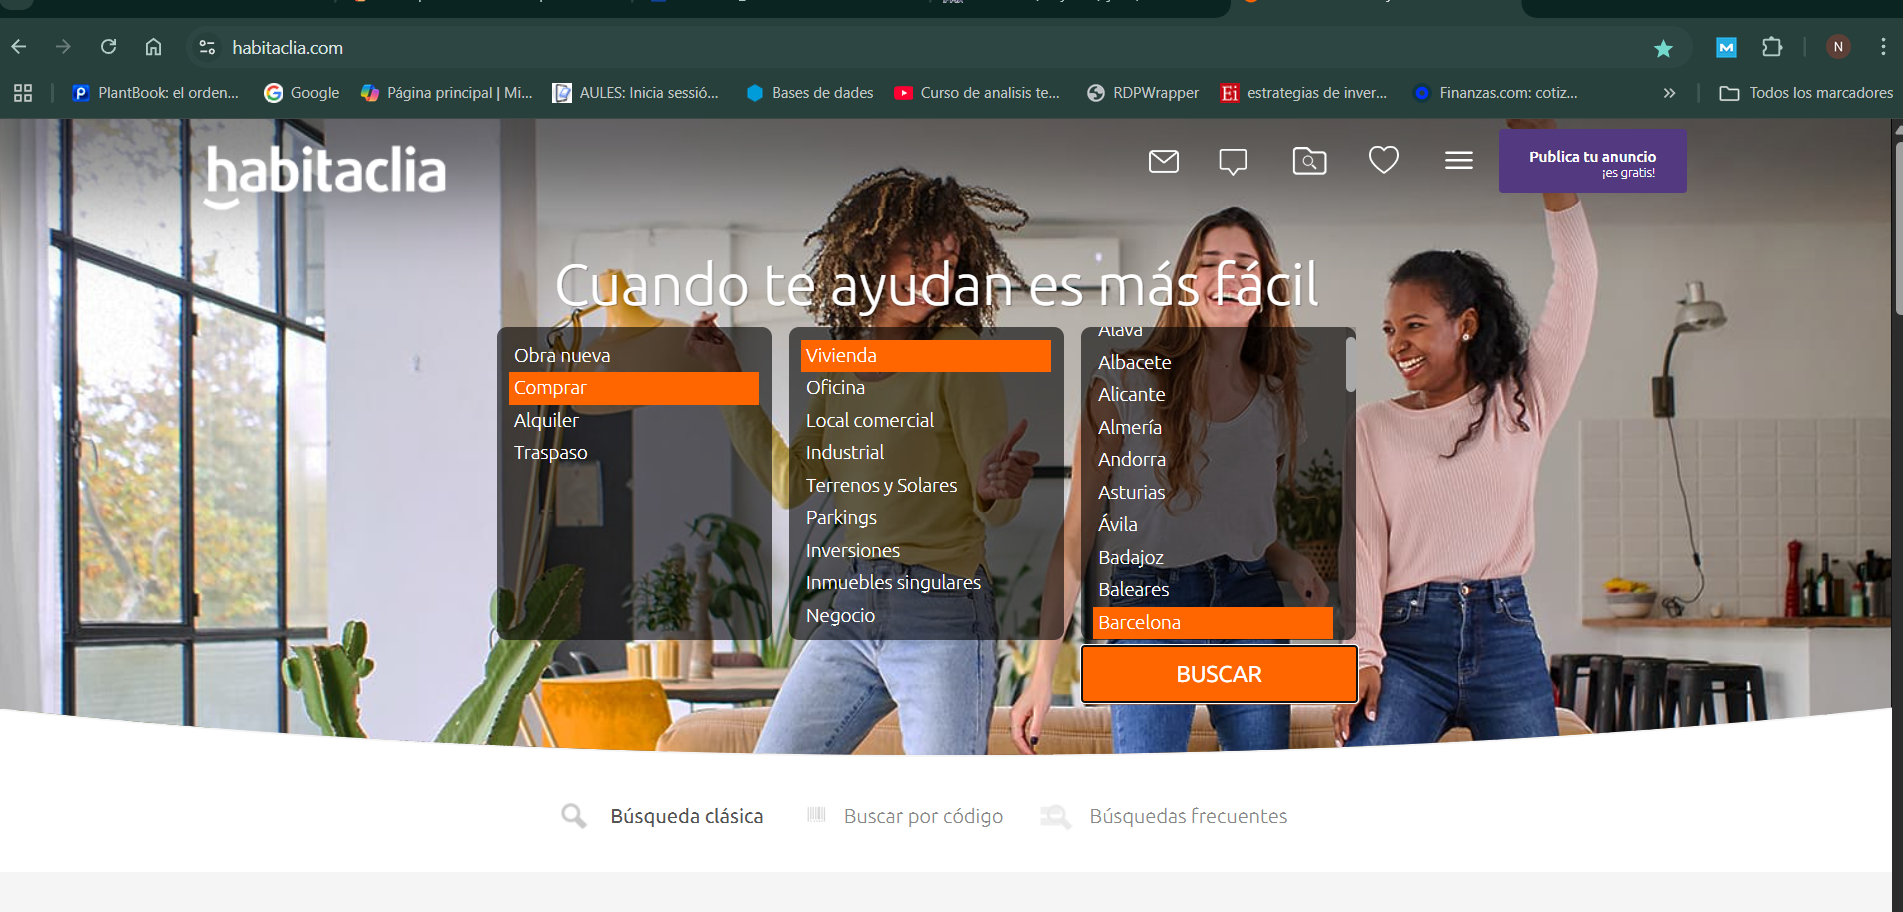 habitaclia.com
PlantBook: el orden...
Google
Página principal | Mi...
AULES: Inicia sessió...
Bases de dades
Curso de analisis te...
RDPWrapper
estrategias de inver...
Finanzas.com: cotiz...
»
Todos los marcadores
habitaclia
Publica tu anuncio
¡es gratis!
Cuando te ayudan es más fácil
Obra nueva
Comprar
Alquiler
Traspaso
Vivienda
Oficina
Local comercial
Industrial
Terrenos y Solares
Parkings
Inversiones
Inmuebles singulares
Negocio
Álava
Albacete
Alicante
Almería
Andorra
Asturias
Ávila
Badajoz
Baleares
Barcelona
BUSCAR
Búsqueda clásica
Buscar por código
Búsquedas frecuentes